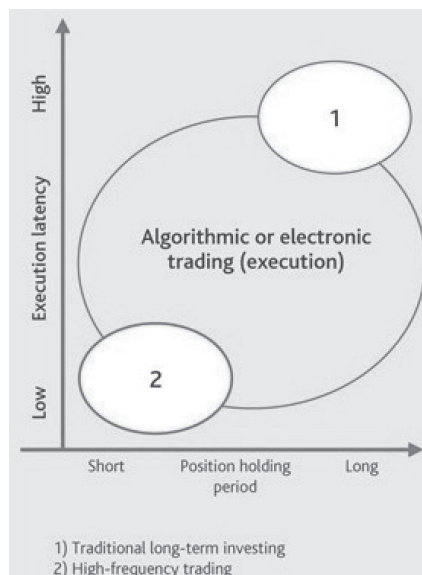 High
1
Execution latency
Algorithmic or electronic
trading (execution)
2
Low
Short
Position holding
period
Long
1) Traditional long-term investing
2) High-frequency trading